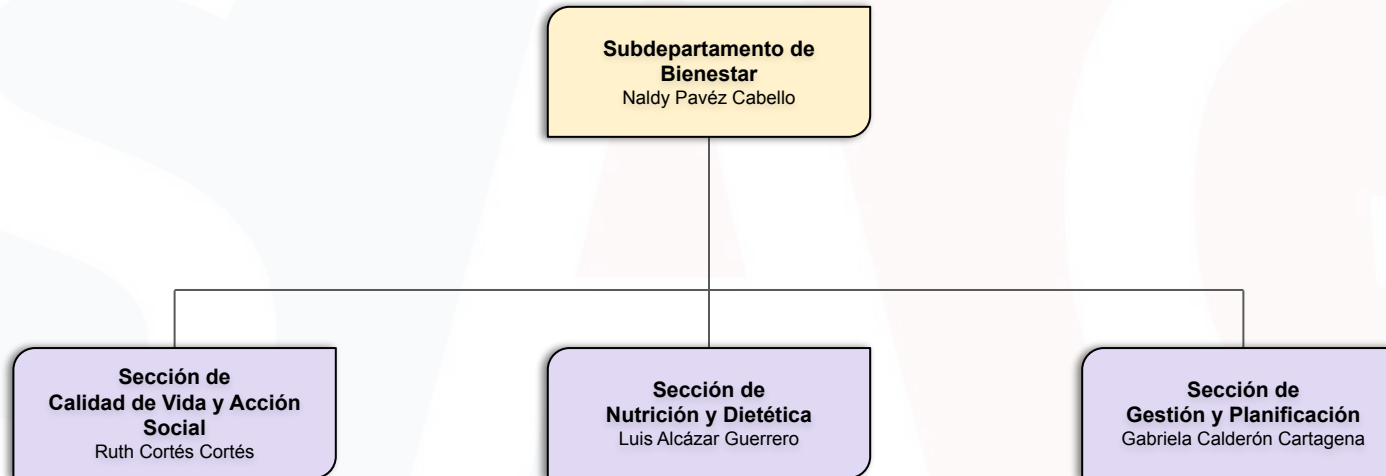 Subdepartamento de
Bienestar
Naldy Pavéz Cabello
Sección de
Calidad de Vida y Acción
Social
Ruth Cortés Cortés
Sección de
Nutrición y Dietética
Luis Alcázar Guerrero
Sección de
Gestión y Planificación
Gabriela Calderón Cartagena